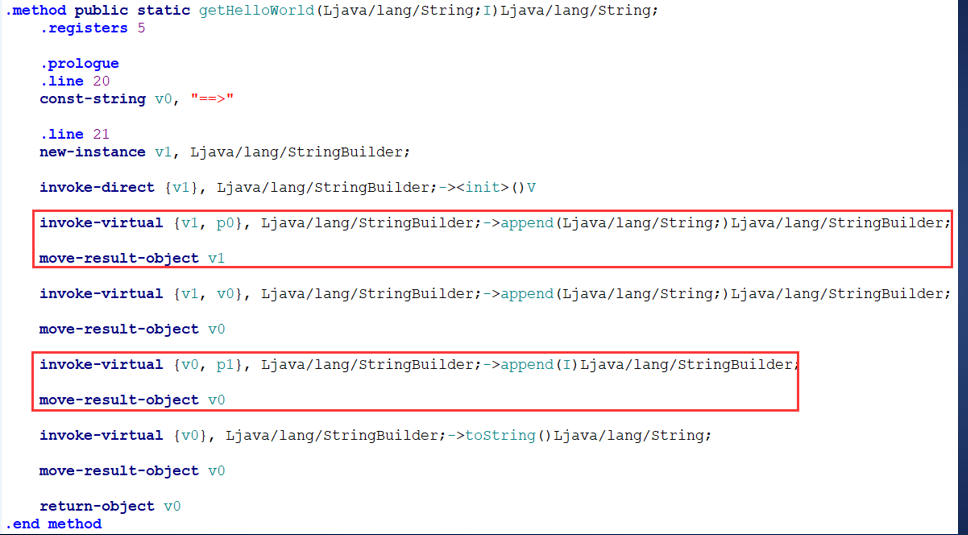 .method public static getHelloWorld(Ljava/lang/String;I)Ljava/lang/String;
.registers 5
.prologue
.line 20
const-string v0, "==>"
.line 21
new-instance v1, Ljava/lang/StringBuilder;
invoke-direct {v1}, Ljava/lang/StringBuilder;-><init>()V
invoke-virtual {v1, p0}, Ljava/lang/StringBuilder;->append(Ljava/lang/String;)Ljava/lang/StringBuilder;
move-result-object v1
invoke-virtual {v1, v0}, Ljava/lang/StringBuilder;->append(Ljava/lang/String;)Ljava/lang/StringBuilder;
move-result-object v0
invoke-virtual {v0, p1}, Ljava/lang/StringBuilder;->append(I)Ljava/lang/StringBuilder;
move-result-object v0
invoke-virtual {v0}, Ljava/lang/StringBuilder;->toString()Ljava/lang/String;
move-result-object v0
return-object v0
.end method